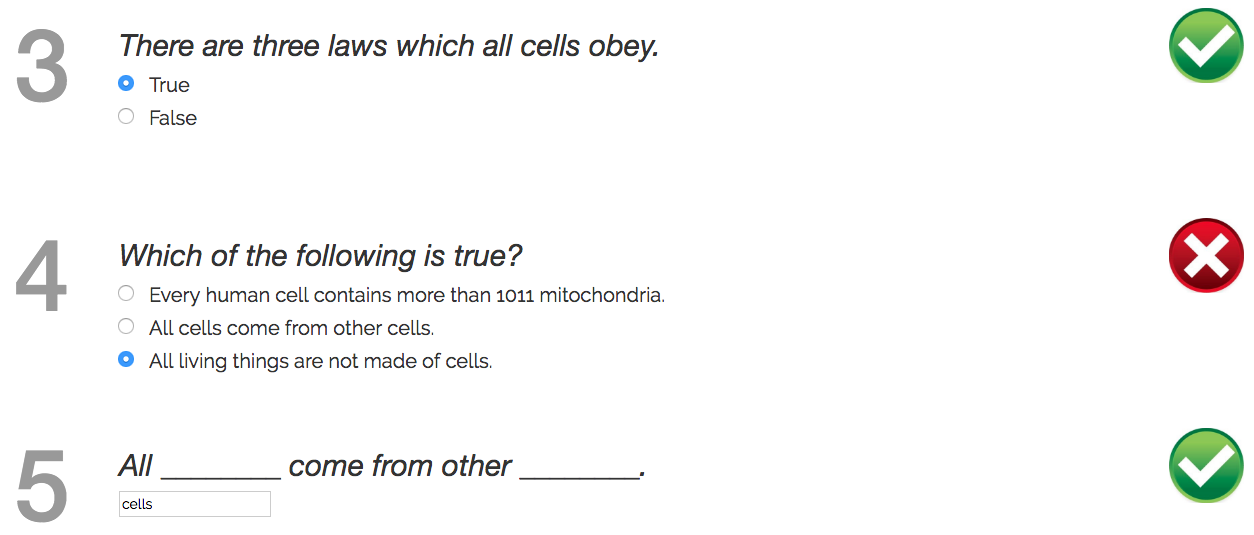 3
There are three laws which all cells obey.
True
False
4
Which of the following is true?
Every human cell contains more than 1011 mitochondria.
All cells come from other cells.
All living things are not made of cells.
5
All ________ come from other ________.
cells